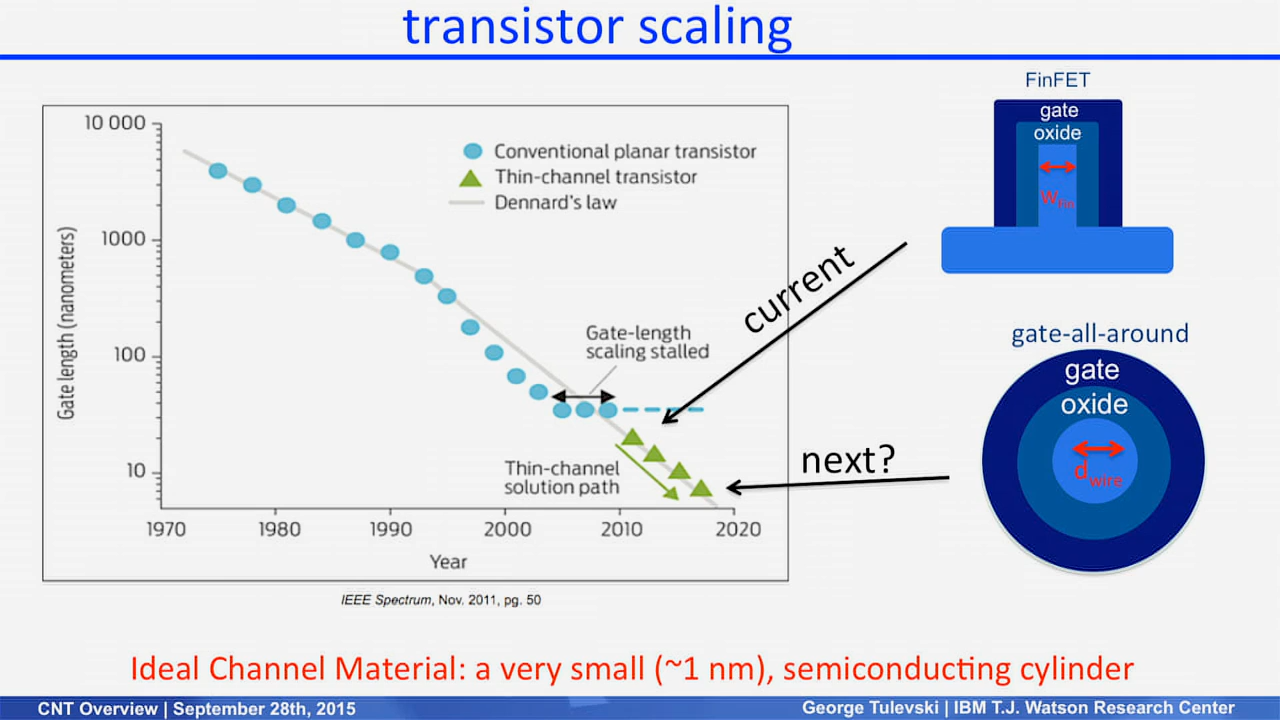 transistor scaling
10 000
1000
100
10
Gate length (nanometers)
Conventional planar transistor
Thin-channel transistor
Dennard's law
Gate-length
scaling stalled
Thin-channel
solution path
1970 1980 1990 2000 2010 2020
Year
IEEE Spectrum, Nov. 2011, pg. 50
current
next?
FinFET
gate
oxide
Wfin
gate-all-around
gate
oxide
dwire
Ideal Channel Material: a very small (~1 nm), semiconducting cylinder
CNT Overview | September 28th, 2015
George Tulevski | IBM T.J. Watson Research Center